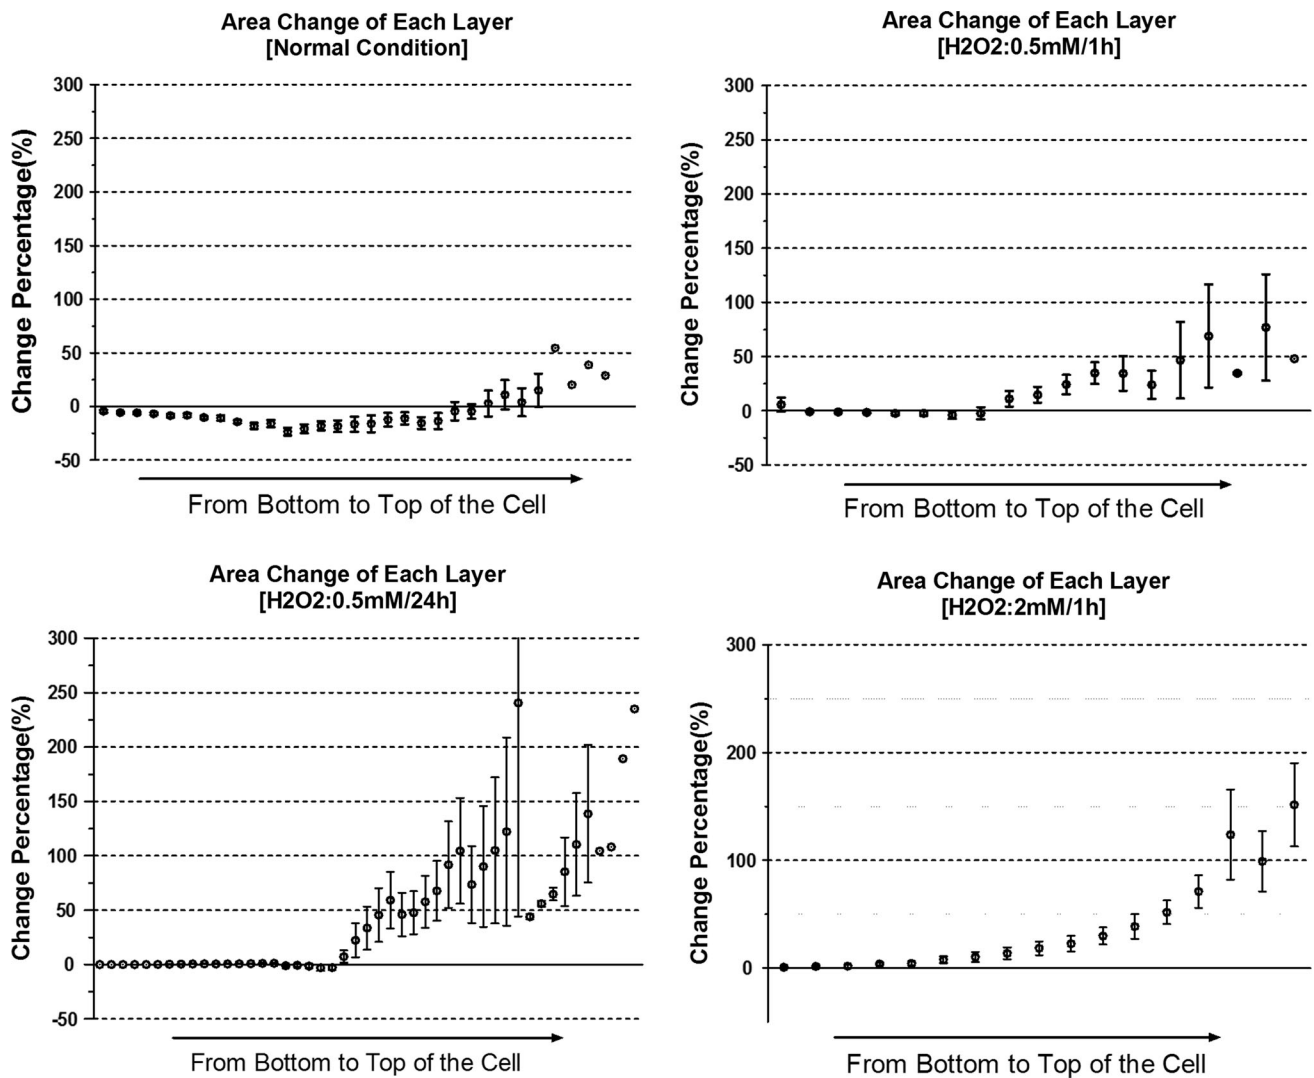 Area Change of Each Layer
[Normal Condition]
300
250
200
150
100
50
0
-50
Change Percentage(%)
From Bottom to Top of the Cell
Area Change of Each Layer
[H2O2:0.5mM/1h]
300
250
200
150
100
50
0
-50
Change Percentage(%)
From Bottom to Top of the Cell
Area Change of Each Layer
[H2O2:0.5mM/24h]
300
250
200
150
100
50
0
-50
Change Percentage(%)
From Bottom to Top of the Cell
Area Change of Each Layer
[H2O2:2mM/1h]
300
200
100
0
Change Percentage(%)
From Bottom to Top of the Cell